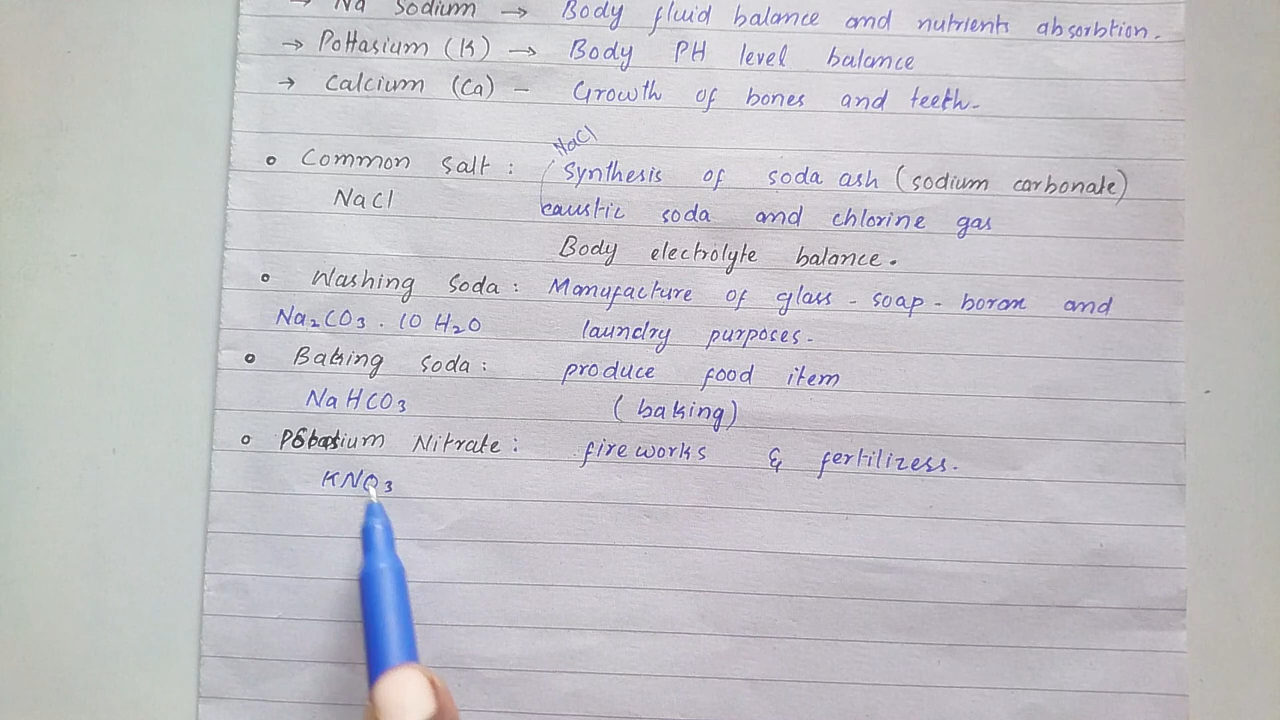 → Na Sodium → Body fluid balance and nutrients absorbtion.
→ Pottasium (K) → Body PH level balance
→ Calcium (Ca) - Growth of bones and teeth.
NaCl
• Common salt : Synthesis of soda ash (sodium carbonate)
NaCl caustic soda and chlorine gas
Body electrolyte balance.
• Washing soda : Manufacture of glass - soap - borax and
Na₂CO₃ . 10 H₂O laundry purposes.
• Baking soda : produce food item
NaHCO₃ (baking)
• Nitrate : fireworks & fertilizess.
KNO₃